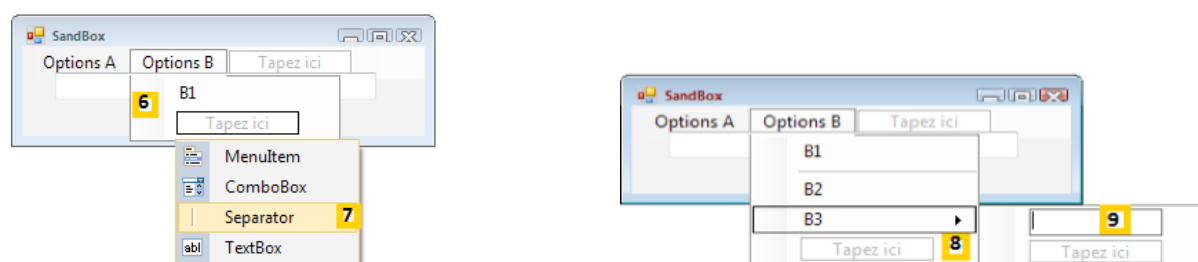 SandBox
Options A Options B Tapez ici
6 B1
Tapez ici
MenuItem
ComboBox
Separator 7
abl TextBox
SandBox
Options A Options B Tapez ici
B1
B2
B3 9
Tapez ici 8 Tapez ici